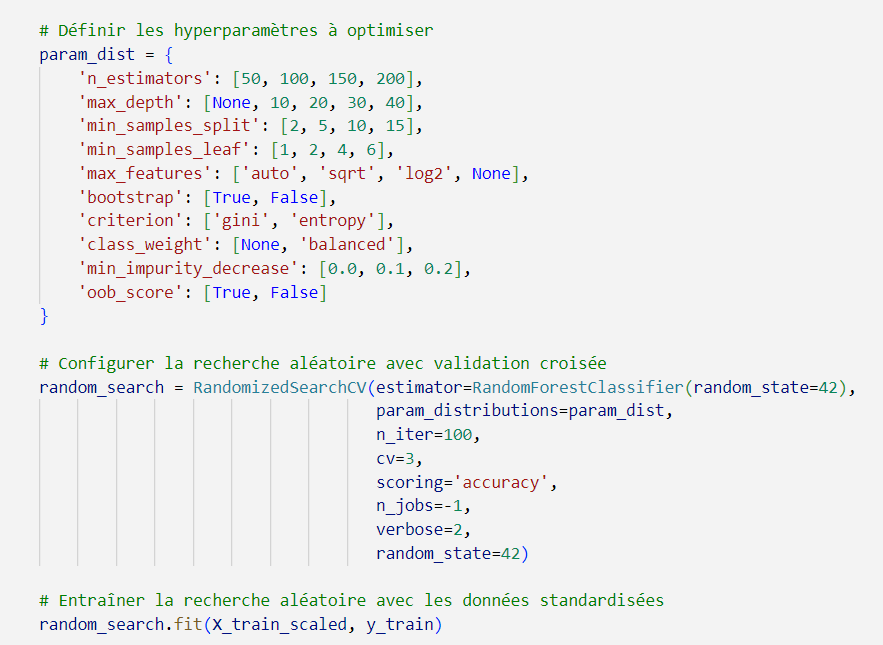 # Définir les hyperparamètres à optimiser
param_dist = {
    'n_estimators': [50, 100, 150, 200],
    'max_depth': [None, 10, 20, 30, 40],
    'min_samples_split': [2, 5, 10, 15],
    'min_samples_leaf': [1, 2, 4, 6],
    'max_features': ['auto', 'sqrt', 'log2', None],
    'bootstrap': [True, False],
    'criterion': ['gini', 'entropy'],
    'class_weight': [None, 'balanced'],
    'min_impurity_decrease': [0.0, 0.1, 0.2],
    'oob_score': [True, False]
}

# Configurer la recherche aléatoire avec validation croisée
random_search = RandomizedSearchCV(estimator=RandomForestClassifier(random_state=42),
                                   param_distributions=param_dist,
                                   n_iter=100,
                                   cv=3,
                                   scoring='accuracy',
                                   n_jobs=-1,
                                   verbose=2,
                                   random_state=42)

# Entraîner la recherche aléatoire avec les données standardisées
random_search.fit(X_train_scaled, y_train)